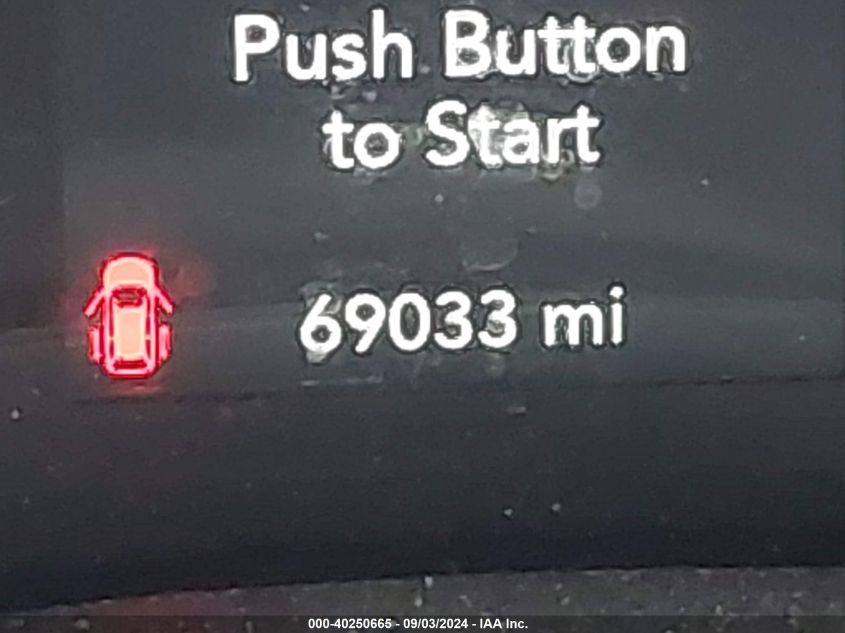 Push Button
to Start
69033 mi
000-40250665 - 09/03/2024 - IAA Inc.